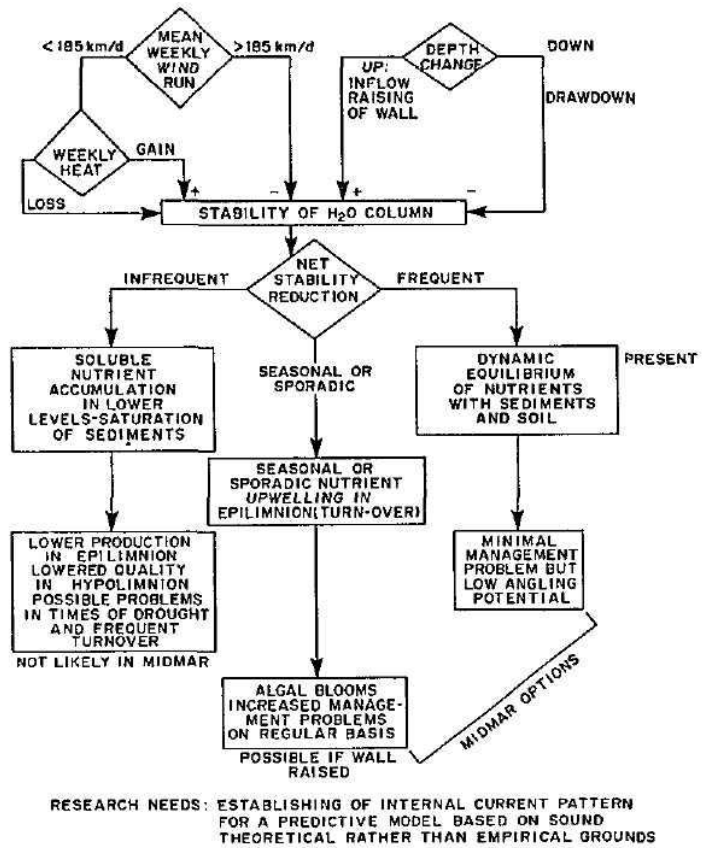 <185 km/d
MEAN
WEEKLY
WIND
RUN
>185 km/d
DEPTH
CHANGE
DOWN
UP:
INFLOW
RAISING
OF WALL
DRAWDOWN
WEEKLY
HEAT
GAIN
LOSS
+
-
+
-
STABILITY OF H₂O COLUMN
INFREQUENT
NET
STABILITY
REDUCTION
FREQUENT
SOLUBLE
NUTRIENT
ACCUMULATION
IN LOWER
LEVELS-SATURATION
OF SEDIMENTS
SEASONAL OR
SPORADIC
DYNAMIC
EQUILIBRIUM
OF NUTRIENTS
WITH SEDIMENTS
AND SOIL
PRESENT
SEASONAL OR
SPORADIC NUTRIENT
UPWELLING IN
EPILIMNION(TURN-OVER)
LOWER PRODUCTION
IN EPILIMNION
LOWERED QUALITY
IN HYPOLIMNION
POSSIBLE PROBLEMS
IN TIMES OF DROUGHT
AND FREQUENT
TURNOVER
NOT LIKELY IN MIDMAR
MINIMAL
MANAGEMENT
PROBLEM BUT
LOW ANGLING
POTENTIAL
ALGAL BLOOMS
INCREASED MANAGE-
MENT PROBLEMS
ON REGULAR BASIS
POSSIBLE IF WALL
RAISED
MIDMAR OPTIONS
RESEARCH NEEDS: ESTABLISHING OF INTERNAL CURRENT PATTERN
FOR A PREDICTIVE MODEL BASED ON SOUND
THEORETICAL RATHER THAN EMPIRICAL GROUNDS